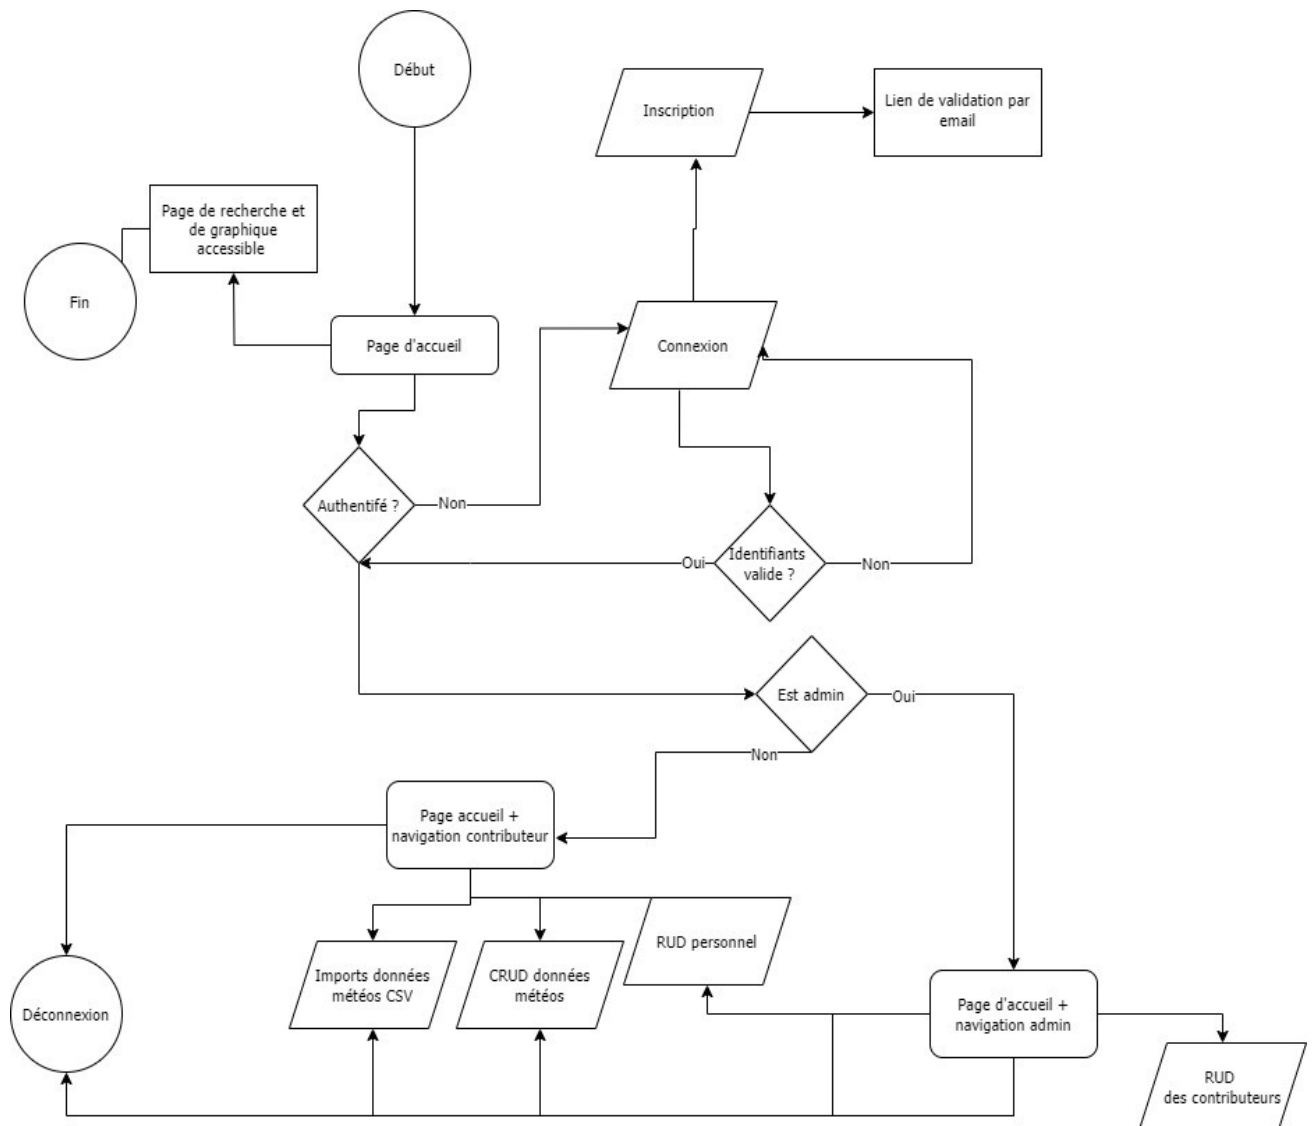 Début
Inscription
Lien de validation par
email
Page de recherche et
de graphique
accessible
Fin
Page d'accueil
Connexion
Authentifé ?
Non
Oui
Identifiants
valide ?
Non
Est admin
Oui
Non
Page accueil +
navigation contributeur
RUD personnel
Imports données
météos CSV
CRUD données
météos
Déconnexion
Page d'accueil +
navigation admin
RUD
des contributeurs